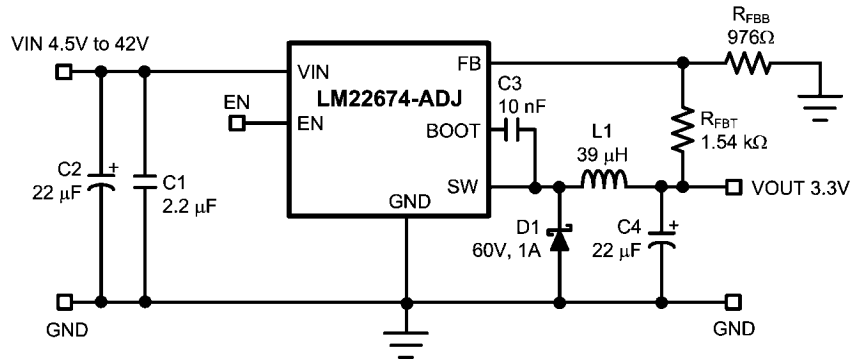 VIN 4.5V to 42V
VIN
LM22674-ADJ
FB
RFBB
976Ω
C3
10 nF
EN
EN
BOOT
RFBT
1.54 kΩ
L1
39 μH
C2
22 μF
+
C1
2.2 μF
GND
SW
VOUT 3.3V
D1
60V, 1A
C4
22 μF
+
GND
GND